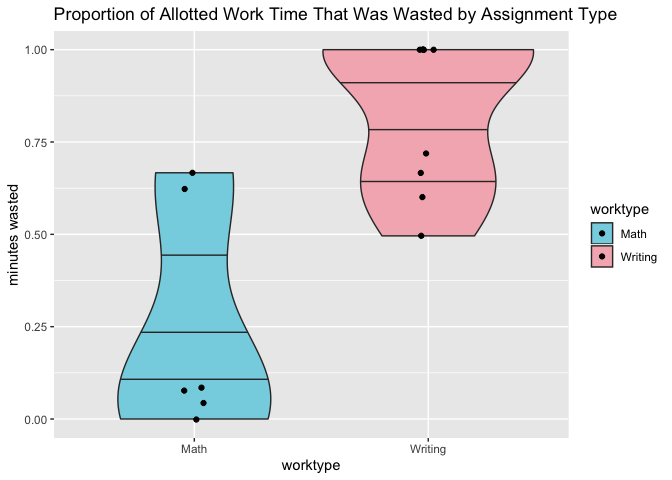 Proportion of Allotted Work Time That Was Wasted by Assignment Type
minutes wasted
1.00
0.75
0.50
0.25
0.00
Math
Writing
worktype
worktype
Math
Writing